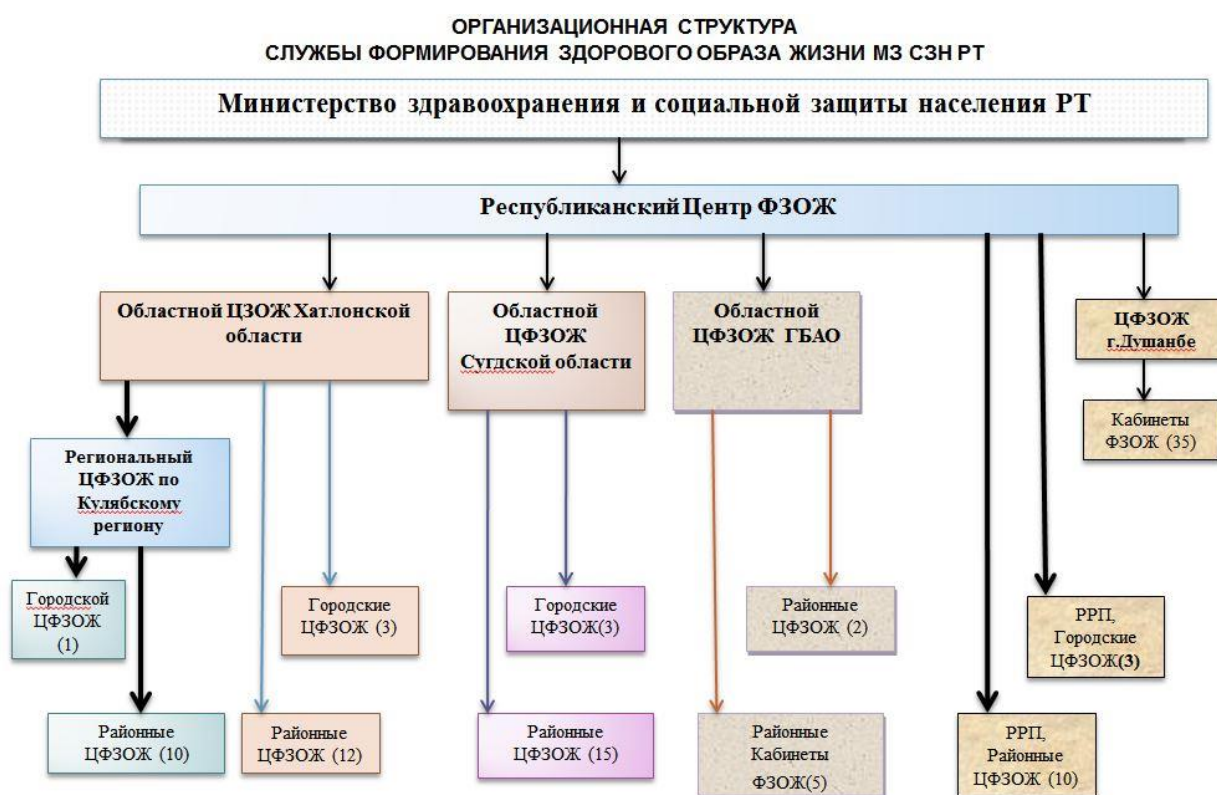 ОРГАНИЗАЦИОННАЯ СТРУКТУРА
СЛУЖБЫ ФОРМИРОВАНИЯ ЗДОРОВОГО ОБРАЗА ЖИЗНИ МЗ СЗН РТ
Министерство здравоохранения и социальной защиты населения РТ
Республиканский Центр ФЗОЖ
Областной ЦЗОЖ Хатлонской
области
Областной
ЦФЗОЖ
Сугдской области
Областной
ЦФЗОЖ ГБАО
ЦФЗОЖ
г.Душанбе
Кабинеты
ФЗОЖ (35)
Региональный
ЦФЗОЖ по
Кулябскому
региону
Городской
ЦФЗОЖ
(1)
Городские
ЦФЗОЖ (3)
Городские
ЦФЗОЖ(3)
Районные
ЦФЗОЖ (2)
РРП,
Городские
ЦФЗОЖ(3)
Районные
ЦФЗОЖ (10)
Районные
ЦФЗОЖ (12)
Районные
ЦФЗОЖ (15)
Районные
Кабинеты
ФЗОЖ(5)
РРП,
Районные
ЦФЗОЖ (10)